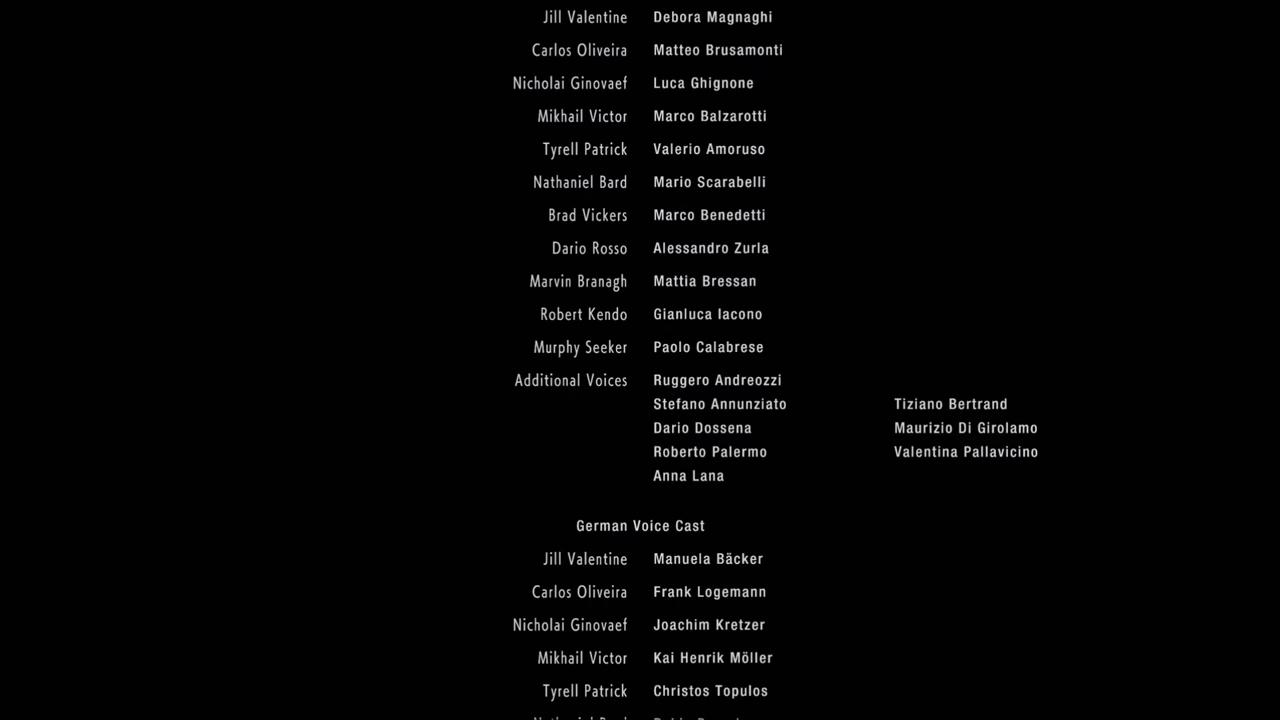 Jill Valentine Debora Magnaghi
Carlos Oliveira Matteo Brusamonti
Nicholai Ginovaef Luca Ghignone
Mikhail Victor Marco Balzarotti
Tyrell Patrick Valerio Amoruso
Nathaniel Bard Mario Scarabelli
Brad Vickers Marco Benedetti
Dario Rosso Alessandro Zurla
Marvin Branagh Mattia Bressan
Robert Kendo Gianluca Iacono
Murphy Seeker Paolo Calabrese
Additional Voices Ruggero Andreozzi
Stefano Annunziato Tiziano Bertrand
Dario Dossena Maurizio Di Girolamo
Roberto Palermo Valentina Pallavicino
Anna Lana
German Voice Cast
Jill Valentine Manuela Bäcker
Carlos Oliveira Frank Logemann
Nicholai Ginovaef Joachim Kretzer
Mikhail Victor Kai Henrik Möller
Tyrell Patrick Christos Topulos
Nathaniel Bard